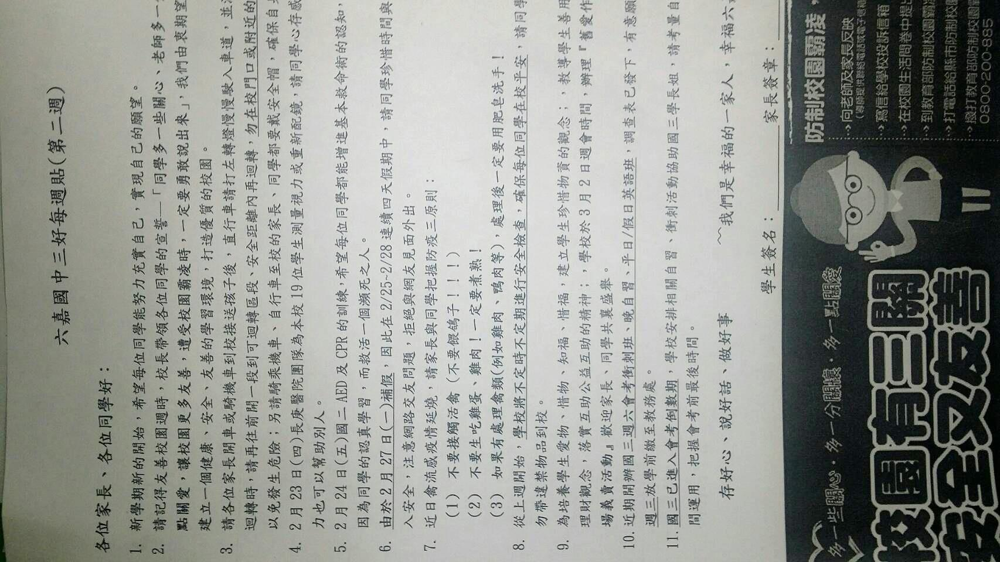 六嘉國中三好每週貼(第二週)
各位家長、各位同學好：
1. 新學期新的開始，希望每位同學能努力充實自己，實現自己的願望。
2. 請記得友善校園週時，校長帶領各位同學的宣誓—「同學多一些關心、老師多一
點關愛，讓校園更多友善，遭受校園霸凌時，一定要勇敢說出來」，我們由衷期望
建立一個健康、安全、友善的學習環境，打造優質的校園。
3. 請各位家長開車或騎機車到校接送孩子後，直行車請打左轉燈慢慢駛入車道，並
迴轉時，請再往前開一段到可迴轉區段、安全距離內再迴轉，勿在校門口或附近的
以免發生危險；另請騎乘機車、自行車至校的家長、同學都要戴安全帽，確保自
4. 2月23日(四)長庚醫院團隊為本校19位學生測量視力或重新配鏡，請同學心存感
力也可以幫助別人。
5. 2月24日(五)國二AED及CPR的訓練，希望每位同學都能增進基本救命術的認知，
因為同學的認真學習，而救活一個瀕死之人。
6. 由於2月27日(一)補假，因此在2/25-2/28連續四天假期中，請同學珍惜時間與
入安全，注意網路交友問題，拒絕與網友見面外出。
7. 近日禽流感疫情延燒，請家長與同學把握防疫三原則：
(1) 不要接觸活禽（不要餵鴿子！！！）
(2) 不要生吃雞蛋、雞肉！一定要煮熟！
(3) 如果有處理禽類(例如雞肉、鴨肉等)，處理後一定要用肥皂洗手！
8. 從上週開始，學校將不定時不定期進行安全檢查，確保每位同學在校平安，請同學
勿帶違禁物品到校。
9. 為培養學生愛物、惜物、知福、惜福，建立學生珍惜物資的觀念；，教導學生善用
理財觀念，落實互助公益互助的精神；，學校於3月2日週會時間，辦理『舊愛作
場義賣活動』歡迎家長、同學共襄盛舉。
10. 近期開辦國三週六會考衝刺班、晚自習、平日/假日英語班，調查表已發下，有意願
週三放學前繳至教務處。
11. 國三已進入會考倒數期，學校安排相關自習、衝刺活動協助國三學長姐，請考量自
間運用，把握會考前最後時間。
存好心、說好話、做好事
~~我們是幸福的一家人，幸福六
學生簽名：
家長簽章：
多一些關心‧多一分關懷‧多一點關愛
校園有三關
安全又友善
防制校園霸凌，
向老師及家長反映
(導師提供聯絡電話或電子信箱
寫信給學校投訴信箱
在校園生活問卷中提
到教育部防制校園霸凌
打電話給縣市防制校園
撥打教育部防制校園霸
0800-200-885